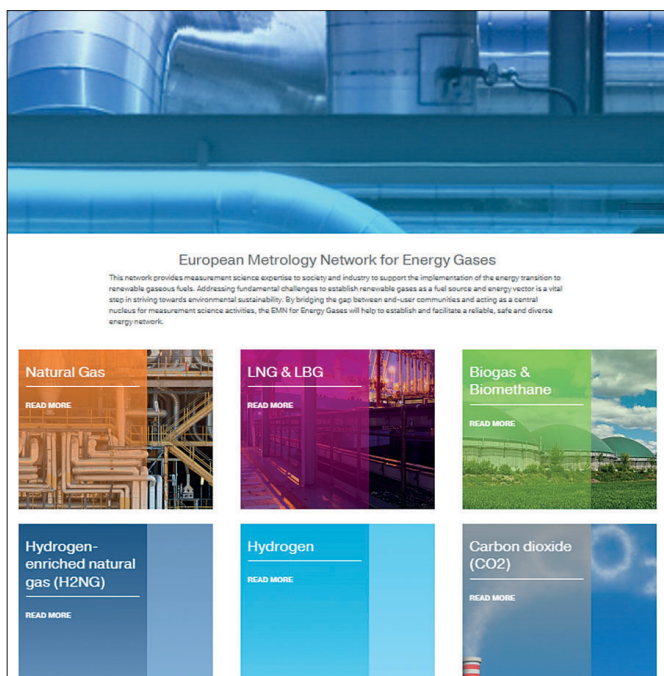 European Metrology Network for Energy Gases
This network provides measurement science expertise to society and industry to support the implementation of the energy transition to
renewable gaseous fuels. Addressing fundamental challenges to establish renewable gases as a fuel source and energy vector is a vital
step in striving towards environmental sustainability. By bridging the gap between end-user communities and acting as a central
nucleus for measurement science activities, the EMN for Energy Gases will help to establish and facilitate a reliable, safe and diverse
energy network.
Natural Gas
READ MORE
LNG & LBG
READ MORE
Biogas &
Biomethane
READ MORE
Hydrogen-
enriched natural
gas (H2NG)
READ MORE
Hydrogen
READ MORE
Carbon dioxide
(CO2)
READ MORE